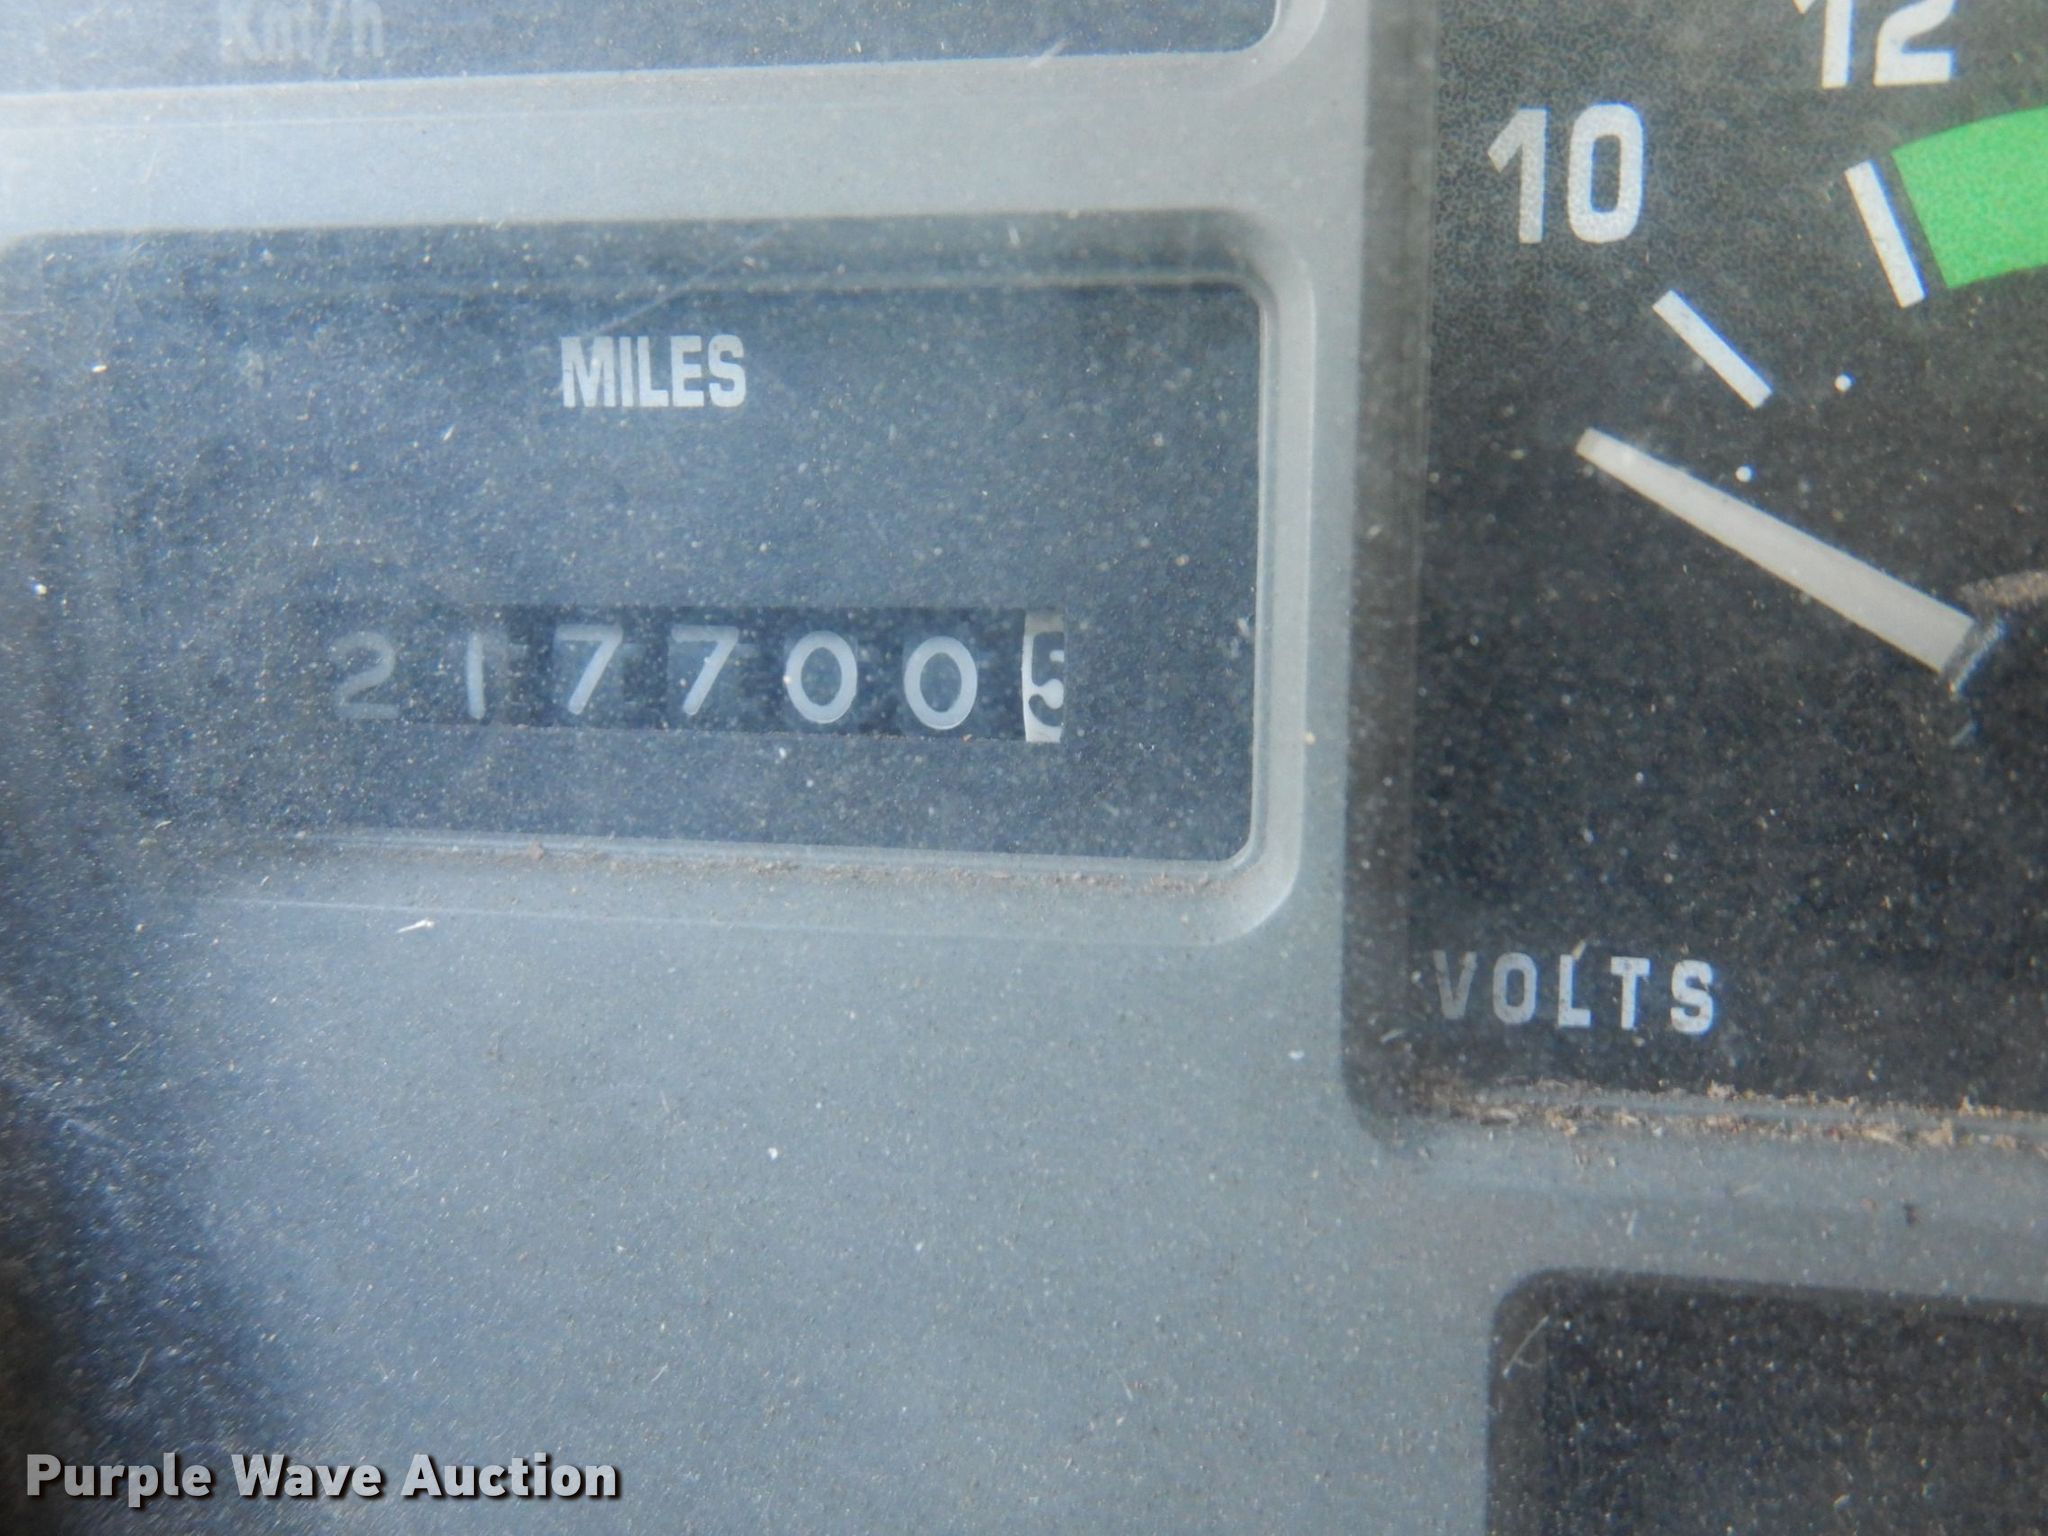 Km/h
12
10
MILES
2177005
VOLTS
Purple Wave Auction